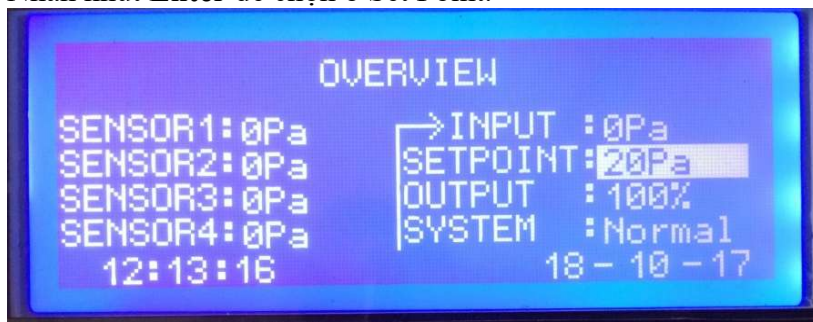 OVERVIEW
SENSOR1:0Pa →INPUT :0Pa
SENSOR2:0Pa SETPOINT:20Pa
SENSOR3:0Pa OUTPUT :100%
SENSOR4:0Pa SYSTEM :Normal
12:13:16 18-10-17